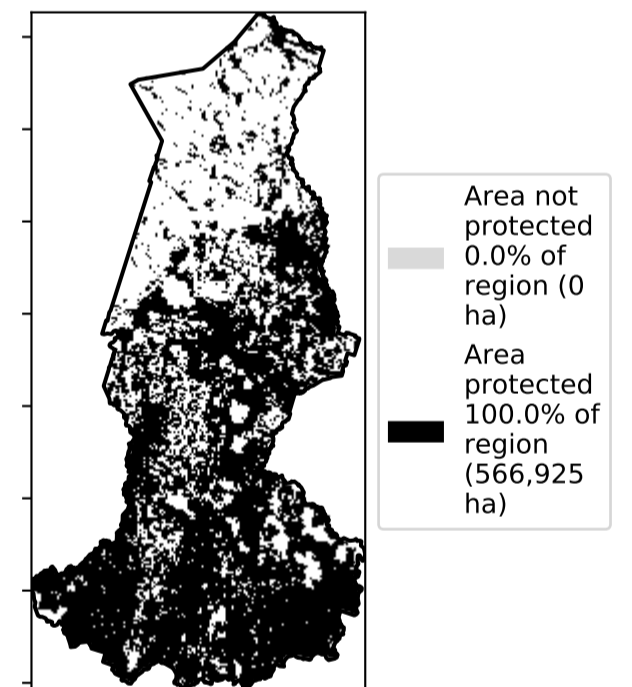 Area not
protected
0.0% of
region (0
ha)
Area
protected
100.0% of
region
(566,925
ha)